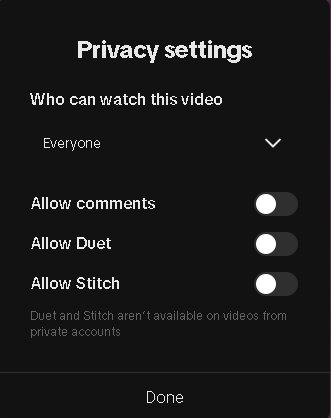 Privacy settings
Who can watch this video
Everyone
Allow comments
Allow Duet
Allow Stitch
Duet and Stitch aren't available on videos from
private accounts
Done